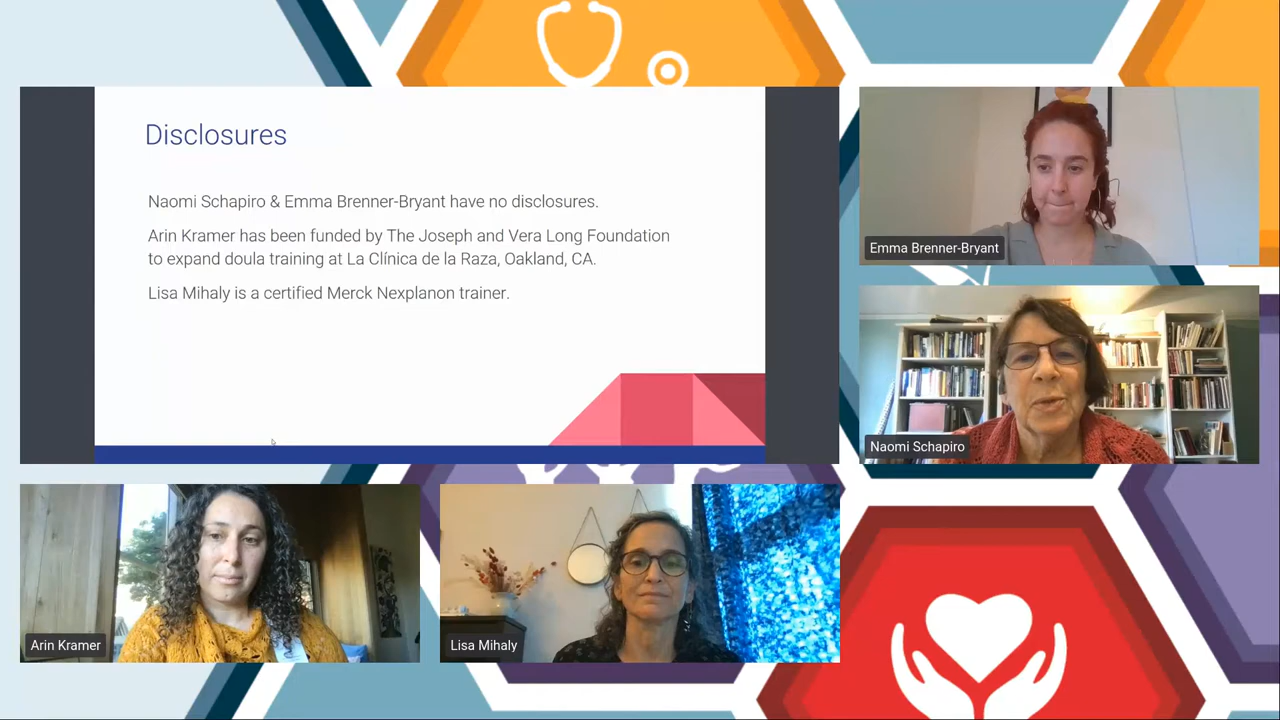 Disclosures
Naomi Schapiro & Emma Brenner-Bryant have no disclosures.
Arin Kramer has been funded by The Joseph and Vera Long Foundation
to expand doula training at La Clínica de la Raza, Oakland, CA.
Lisa Mihaly is a certified Merck Nexplanon trainer.
Emma Brenner-Bryant
Naomi Schapiro
Arin Kramer
Lisa Mihaly